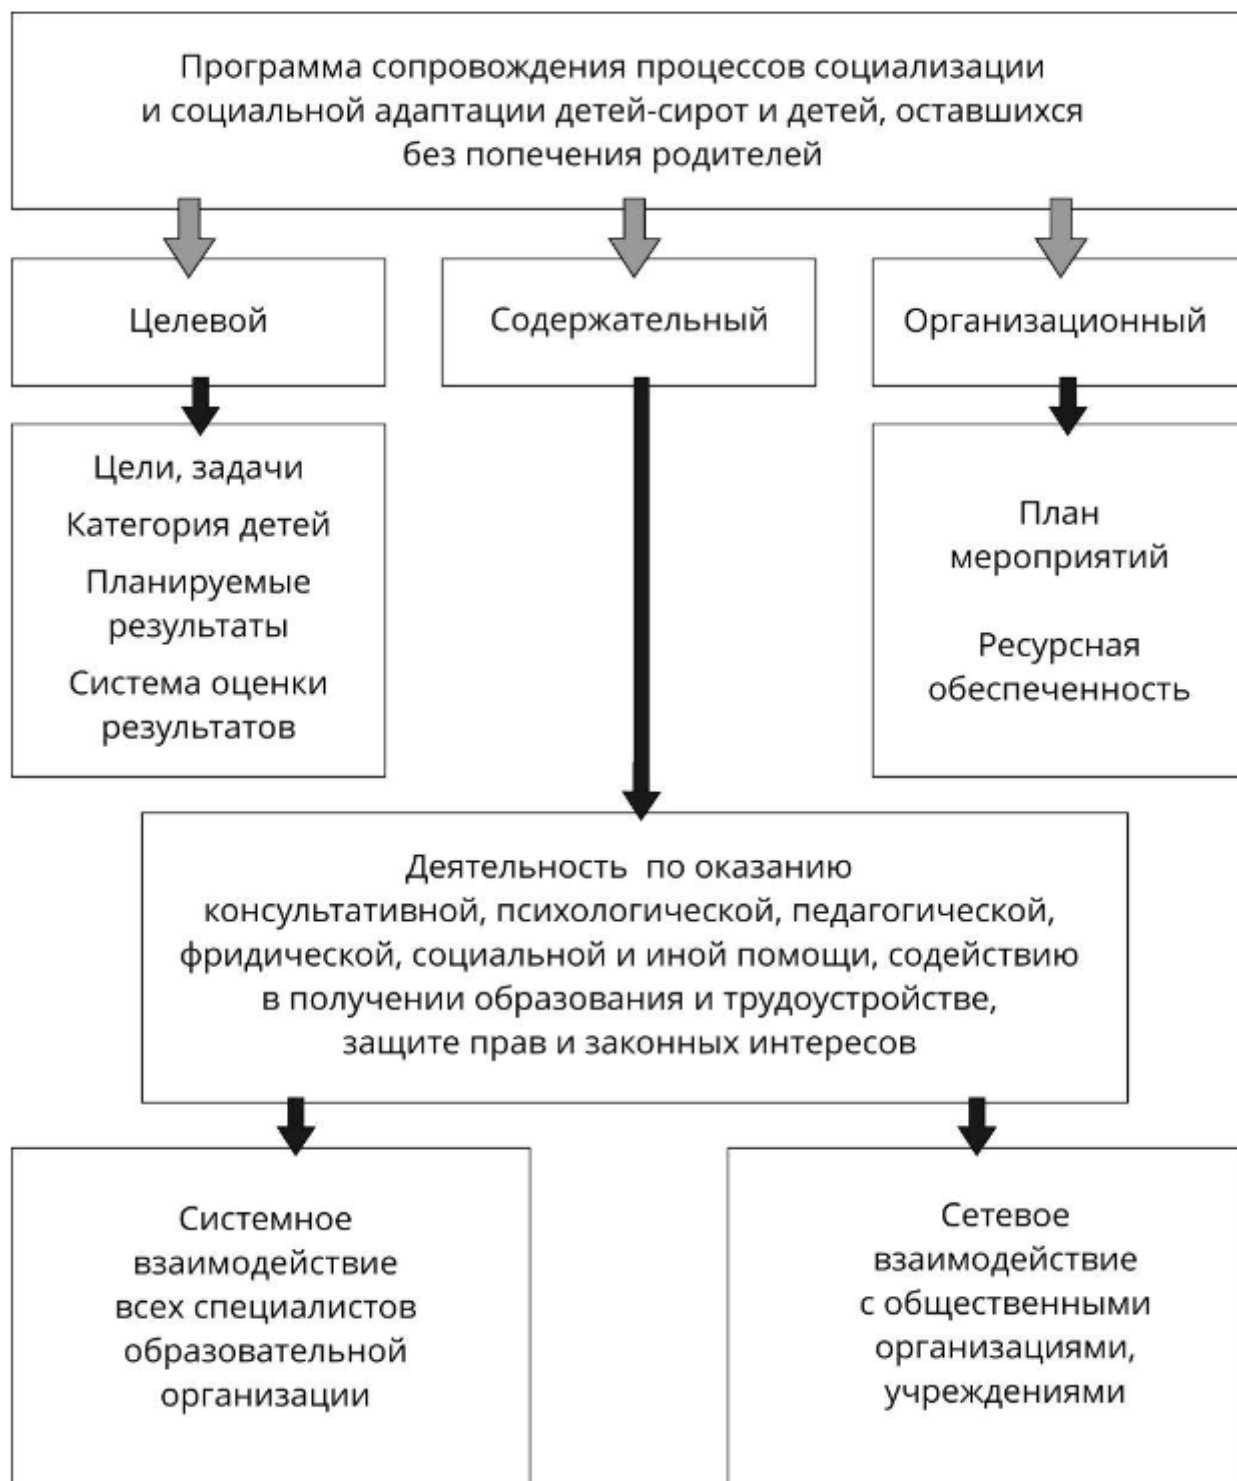 Программа сопровождения процессов социализации
и социальной адаптации детей-сирот и детей, оставшихся
без попечения родителей
Целевой
Содержательный
Организационный
Цели, задачи
Категория детей
Планируемые
результаты
Система оценки
результатов
План
мероприятий
Ресурсная
обеспеченность
Деятельность по оказанию
консультативной, психологической, педагогической,
фридической, социальной и иной помощи, содействию
в получении образования и трудоустройстве,
защите прав и законных интересов
Системное
взаимодействие
всех специалистов
образовательной
организации
Сетевое
взаимодействие
с общественными
организациями,
учреждениями